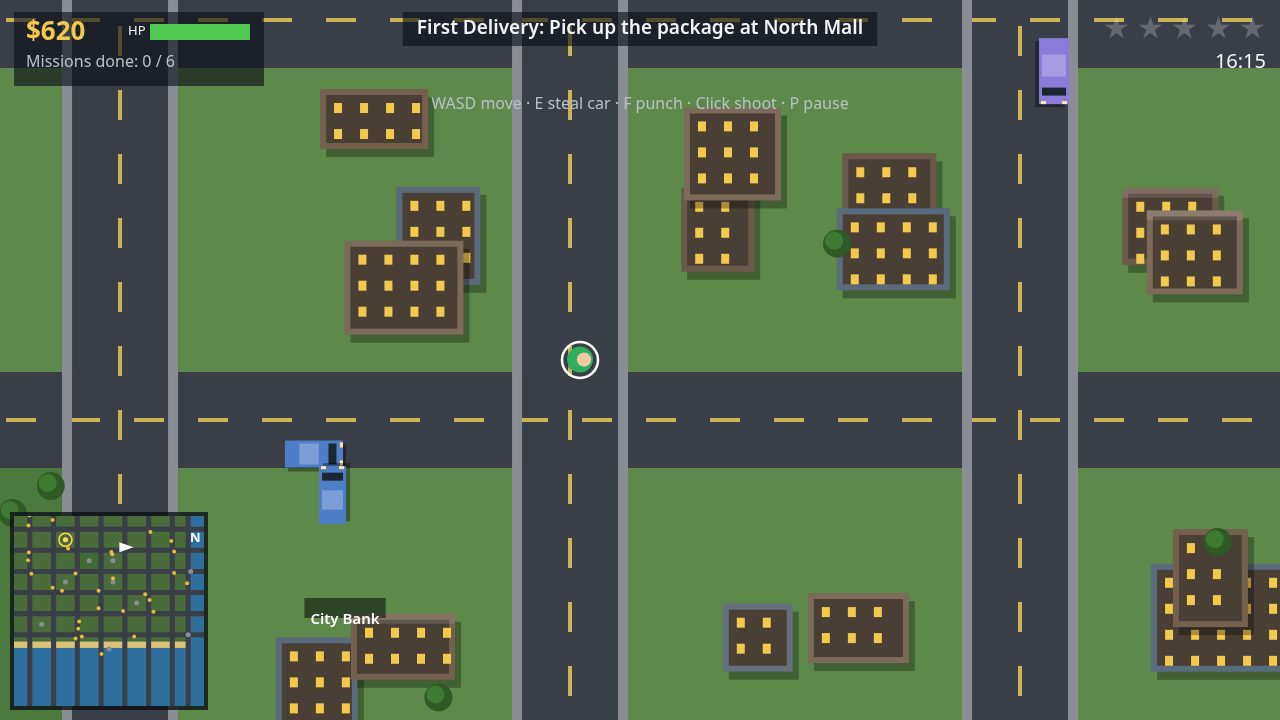 $620
HP
Missions done: 0 / 6
First Delivery: Pick up the package at North Mall
16:15
WASD move · E steal car · F punch · Click shoot · P pause
N
City Bank